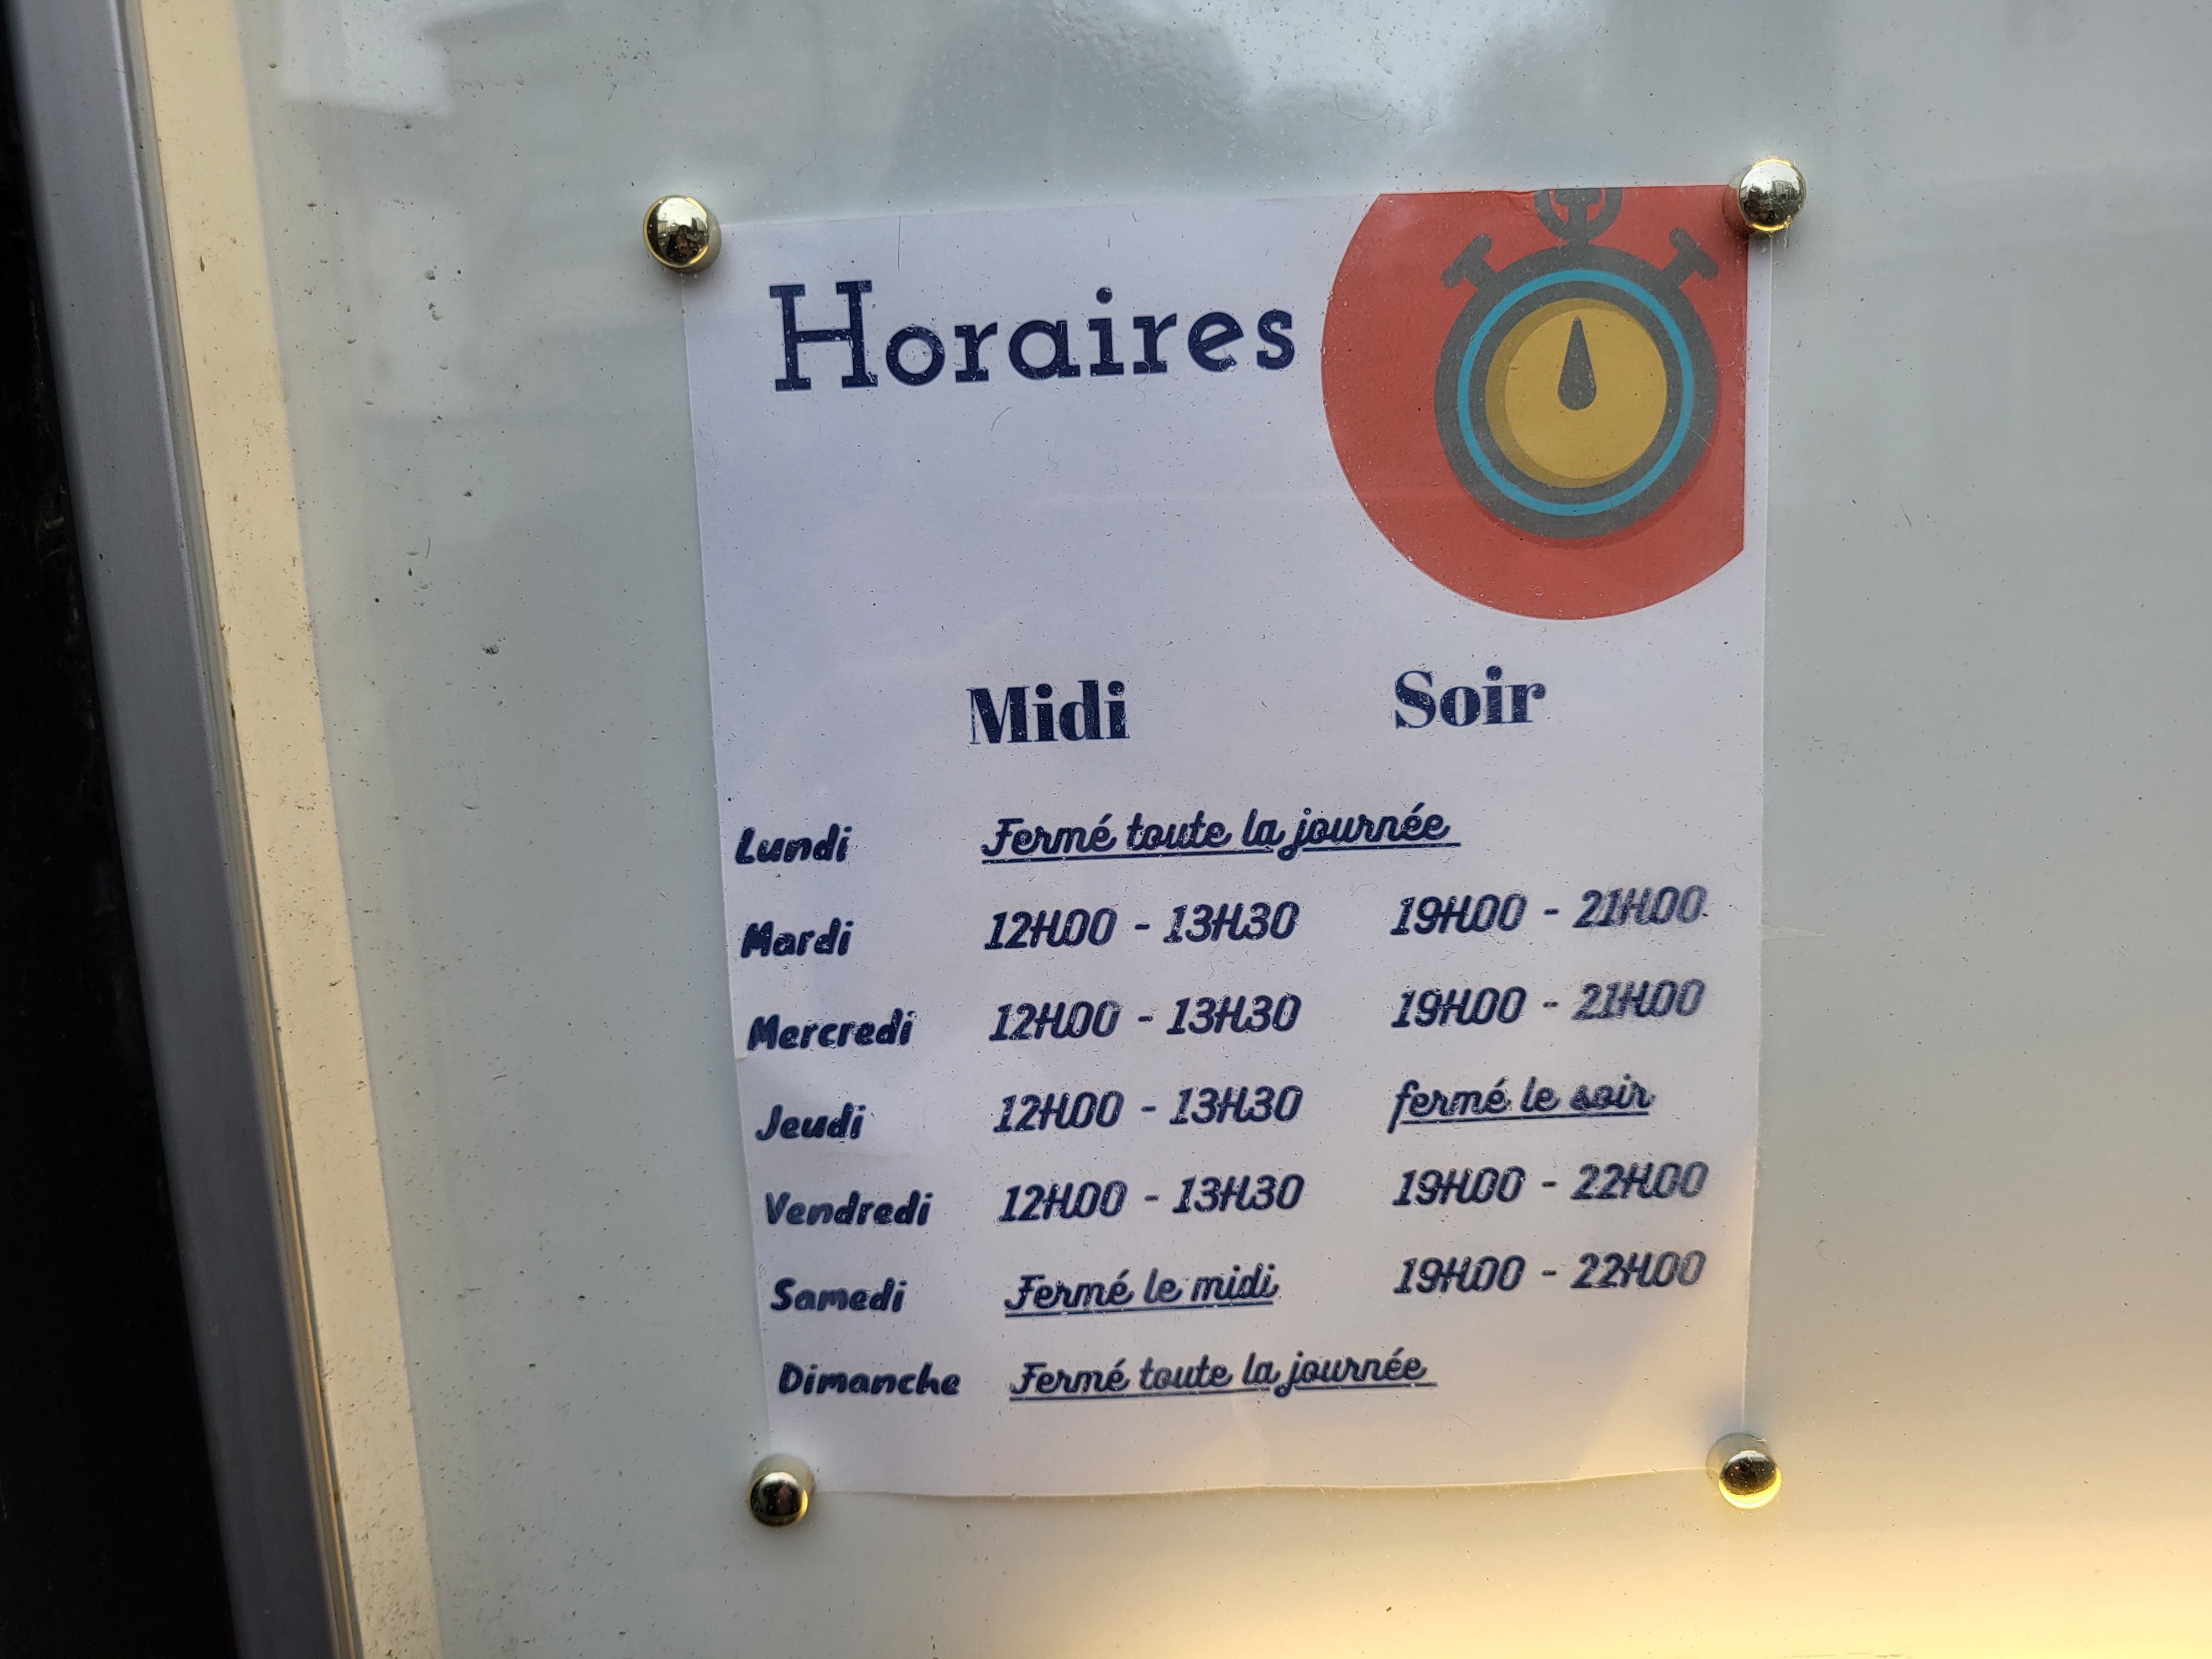 Horaires
Midi Soir
Lundi Fermé toute la journée
Mardi 12H00 - 13H30 19H00 - 21H00
Mercredi 12H00 - 13H30 19H00 - 21H00
Jeudi 12H00 - 13H30 fermé le soir
Vendredi 12H00 - 13H30 19H00 - 22H00
Samedi Fermé le midi 19H00 - 22H00
Dimanche Fermé toute la journée